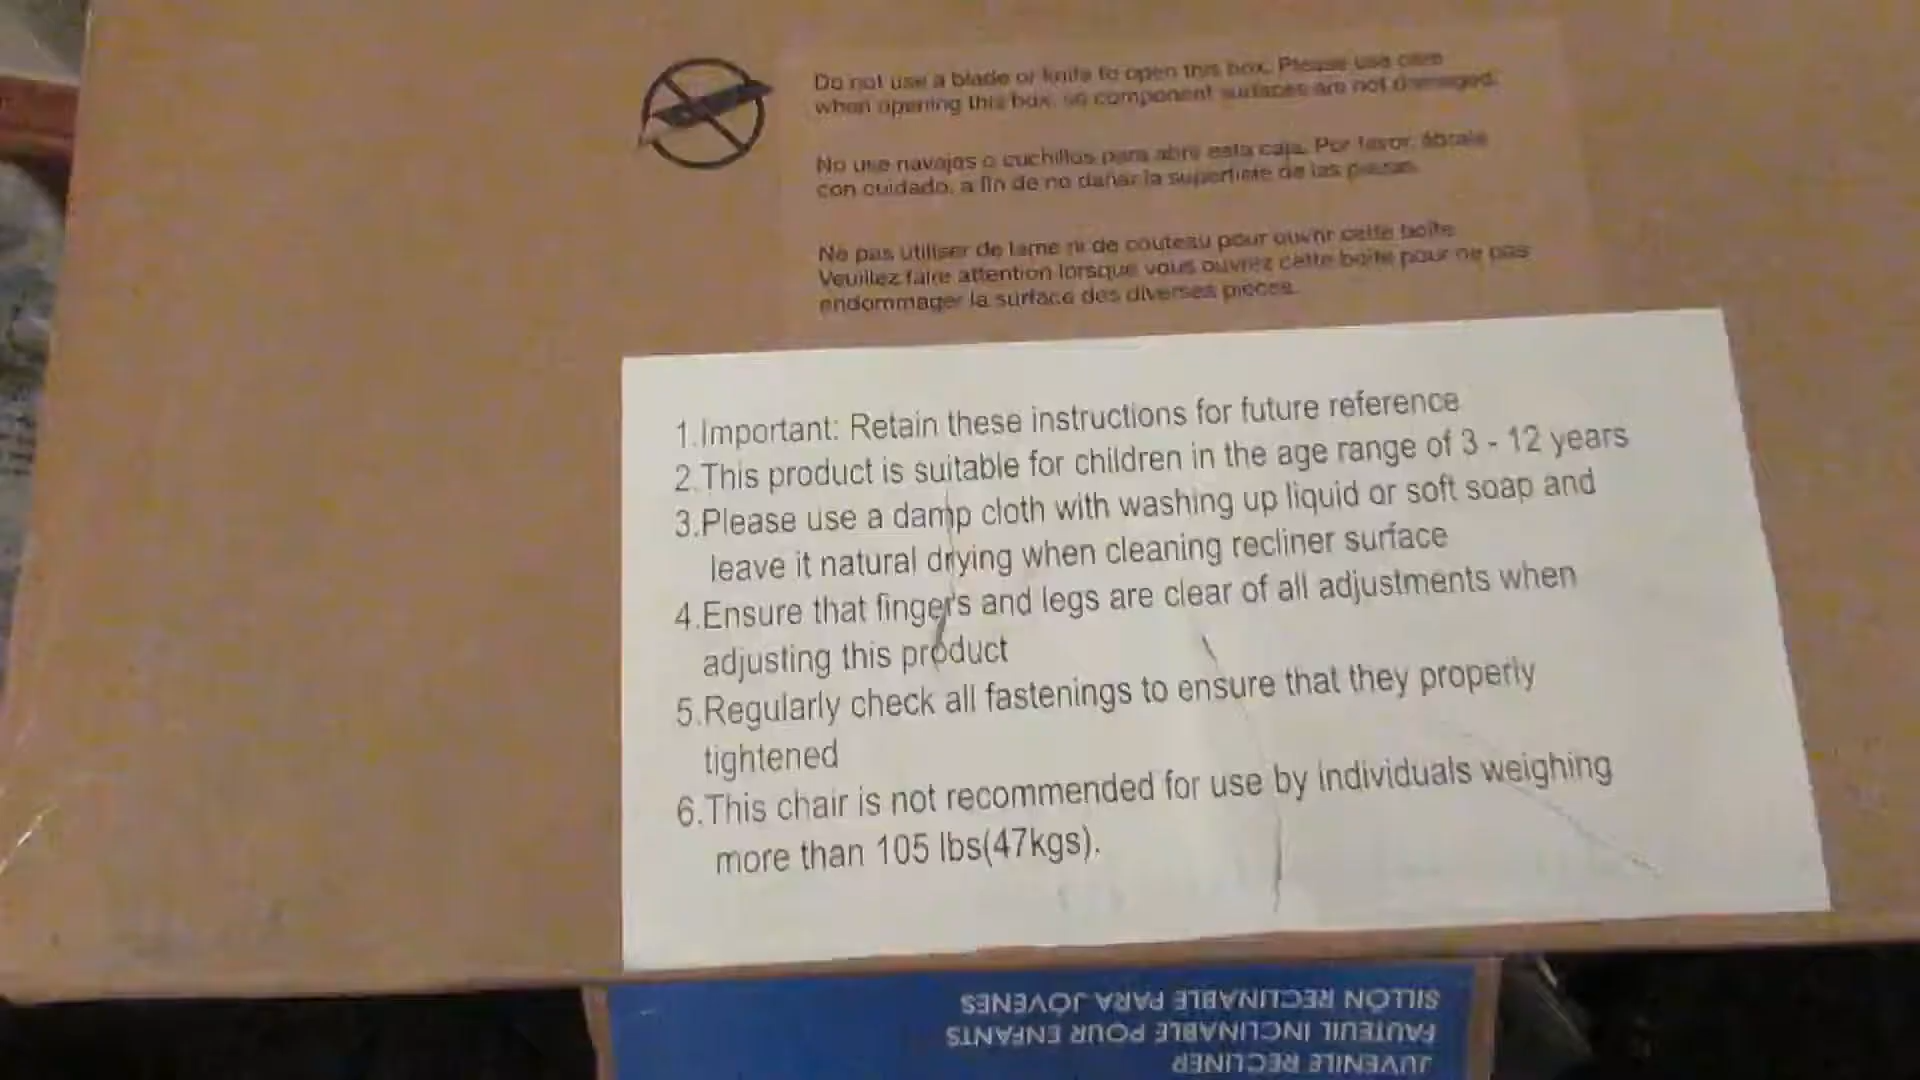 Do not use a blade or knife to open this box. Please use care
when opening this box, so component surfaces are not damaged.
No use navajas o cuchillos para abrir esta caja. Por favor, ábrala
con cuidado, a fin de no dañar la superficie de las piezas.
Ne pas utiliser de lame ni de couteau pour ouvrir cette boîte.
Veuillez faire attention lorsque vous ouvrez cette boîte pour ne pas
endommager la surface des diverses pièces.
1.Important: Retain these instructions for future reference
2.This product is suitable for children in the age range of 3 - 12 years
3.Please use a damp cloth with washing up liquid or soft soap and
leave it natural drying when cleaning recliner surface
4.Ensure that fingers and legs are clear of all adjustments when
adjusting this product
5.Regularly check all fastenings to ensure that they properly
tightened
6.This chair is not recommended for use by individuals weighing
more than 105 lbs(47kgs).
JUVENILE RECLINER
FAUTEUIL INCLINABLE POUR ENFANTS
SILLON RECLINABLE PARA JOVENES